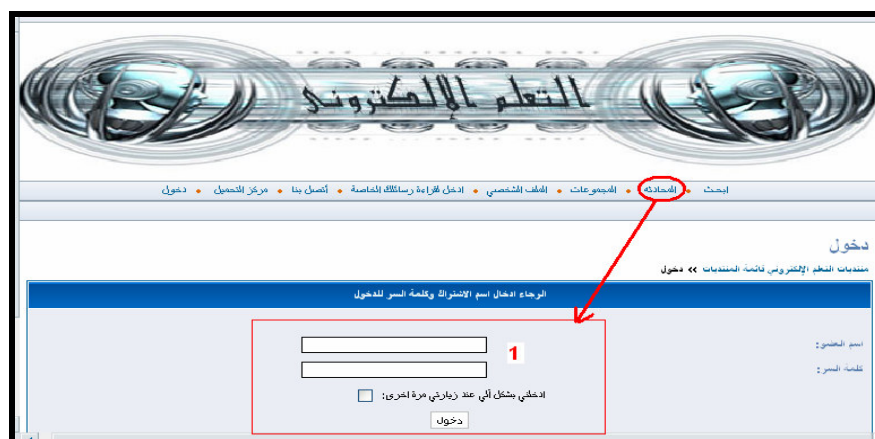 التعلم الإلكتروني
ابحث • المحادثه • المجموعات • الملف الشخصي • ادخل لقراءة رسائلك الخاصة • أتصل بنا • مركز التحميل • دخول
دخول
منتديات التعلم الإلكتروني قائمة المنتديات >> دخول
الرجاء ادخال اسم الاشتراك وكلمة السر للدخول
اسم العضو:
1
كلمة السر:
ادخلني بشكل آلي عند زيارتي مرة اخرى:
دخول